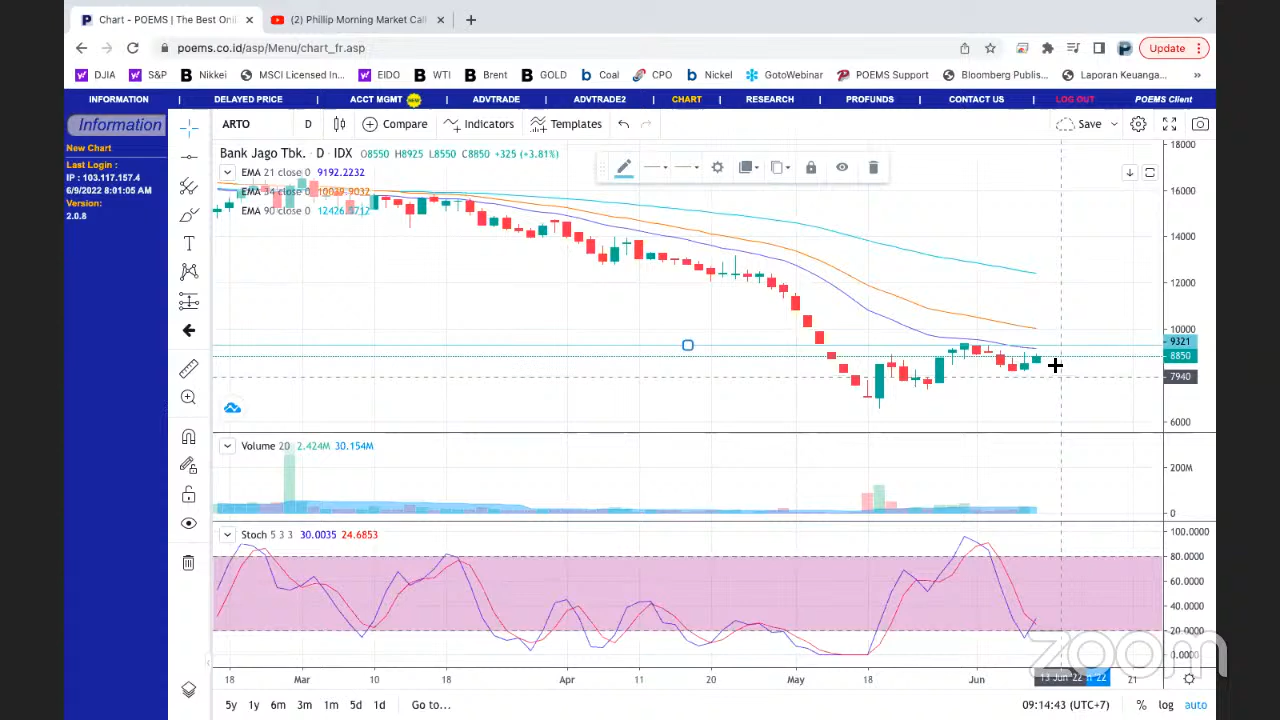 Chart - POEMS | The Best Onli
(2) Phillip Morning Market Call
poems.co.id/asp/Menu/chart_fr.asp
Update
DJIA S&P Nikkei MSCI Licensed In... EIDO WTI Brent GOLD Coal CPO Nickel GotoWebinar POEMS Support Bloomberg Publis... Laporan Keuanga... »
INFORMATION | DELAYED PRICE | ACCT MGMT NEW | ADVTRADE | ADVTRADE2 | CHART | RESEARCH | PROFUNDS | CONTACT US | LOG OUT POEMS Client
Information
New Chart
Last Login :
IP : 103.117.157.4
6/9/2022 8:01:05 AM
Version:
2.0.8
ARTO D Compare Indicators Templates Save
Bank Jago Tbk. · D · IDX O8550 H8925 L8550 C8850 +325 (+3.81%)
EMA 21 close 0 9192.2232
EMA 34 close 0
EMA 90 close 0
18000
16000
14000
12000
10000
9321
8850
7940
6000
Volume 20 2.424M 30.154M
200M
0
Stoch 5 3 3 30.0035 24.6853
100.0000
80.0000
60.0000
40.0000
20.0000
0.0000
zoom
18 Mar 10 18 Apr 11 20 May 18 Jun 13 Jun '22 21
5y 1y 6m 3m 1m 5d 1d Go to... 09:14:43 (UTC+7) % log auto